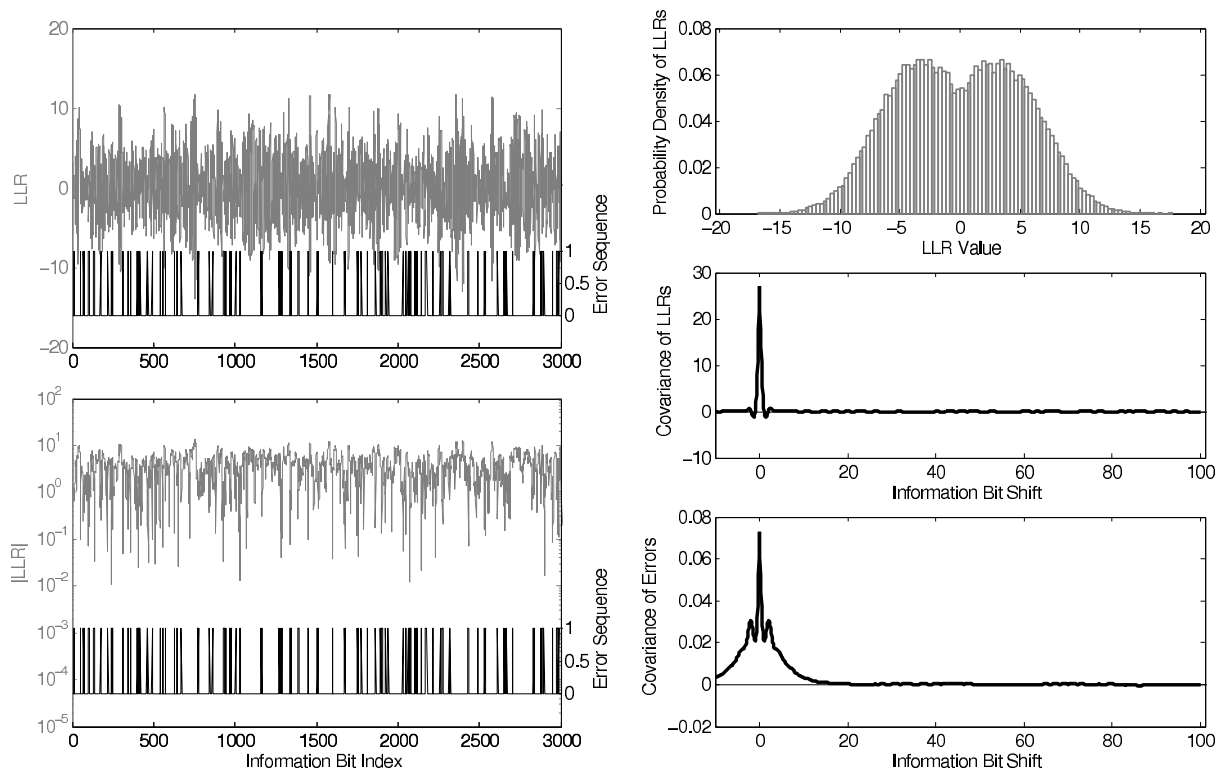 20
10
0
−10
−20
LLR
1
0.5
0
Error Sequence
0 500 1000 1500 2000 2500 3000
10^2
10^1
10^0
10^−1
10^−2
10^−3
10^−4
10^−5
|LLR|
1
0.5
0
Error Sequence
0 500 1000 1500 2000 2500 3000
Information Bit Index
0.08
0.06
0.04
0.02
0
Probability Density of LLRs
−20 −15 −10 −5 0 5 10 15 20
LLR Value
30
20
10
0
−10
Covariance of LLRs
0 20 40 60 80 100
Information Bit Shift
0.08
0.06
0.04
0.02
0
−0.02
Covariance of Errors
0 20 40 60 80 100
Information Bit Shift